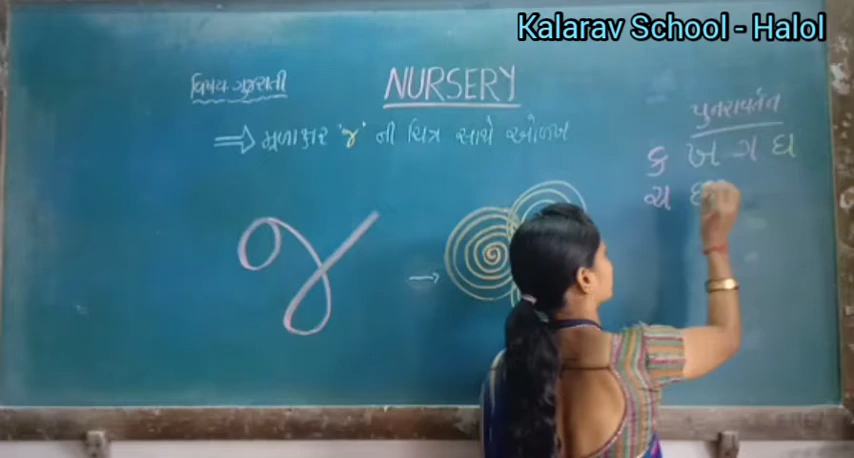 Kalarav School - Halol
વિષય-ગુજરાતી
NURSERY
પુનરાવર્તન
⇒ મૂળાક્ષર 'જ' ની ચિત્ર સાથે ઓળખ
ક ખ ગ ઘ
ચ
જ →